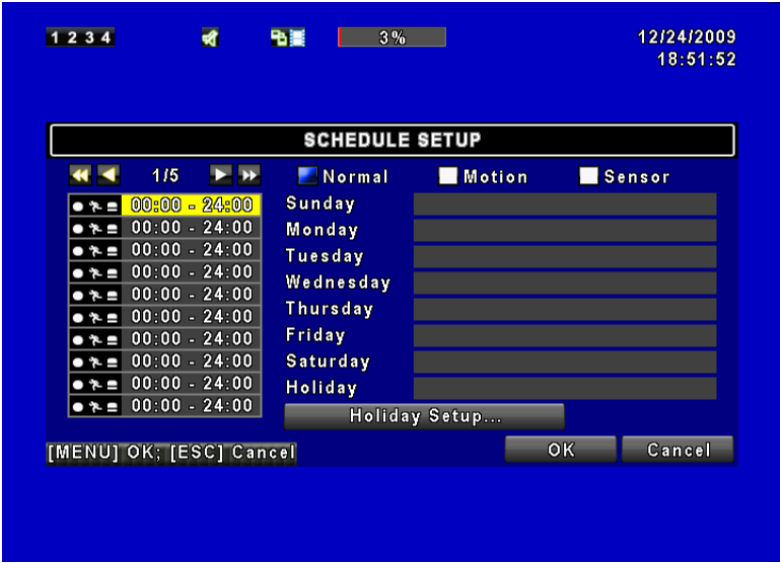 1 2 3 4
3%
12/24/2009
18:51:52
SCHEDULE SETUP
1/5
Normal
Motion
Sensor
00:00 - 24:00
Sunday
00:00 - 24:00
Monday
00:00 - 24:00
Tuesday
00:00 - 24:00
Wednesday
00:00 - 24:00
Thursday
00:00 - 24:00
Friday
00:00 - 24:00
Saturday
00:00 - 24:00
Holiday
00:00 - 24:00
00:00 - 24:00
Holiday Setup...
[MENU] OK; [ESC] Cancel
OK
Cancel